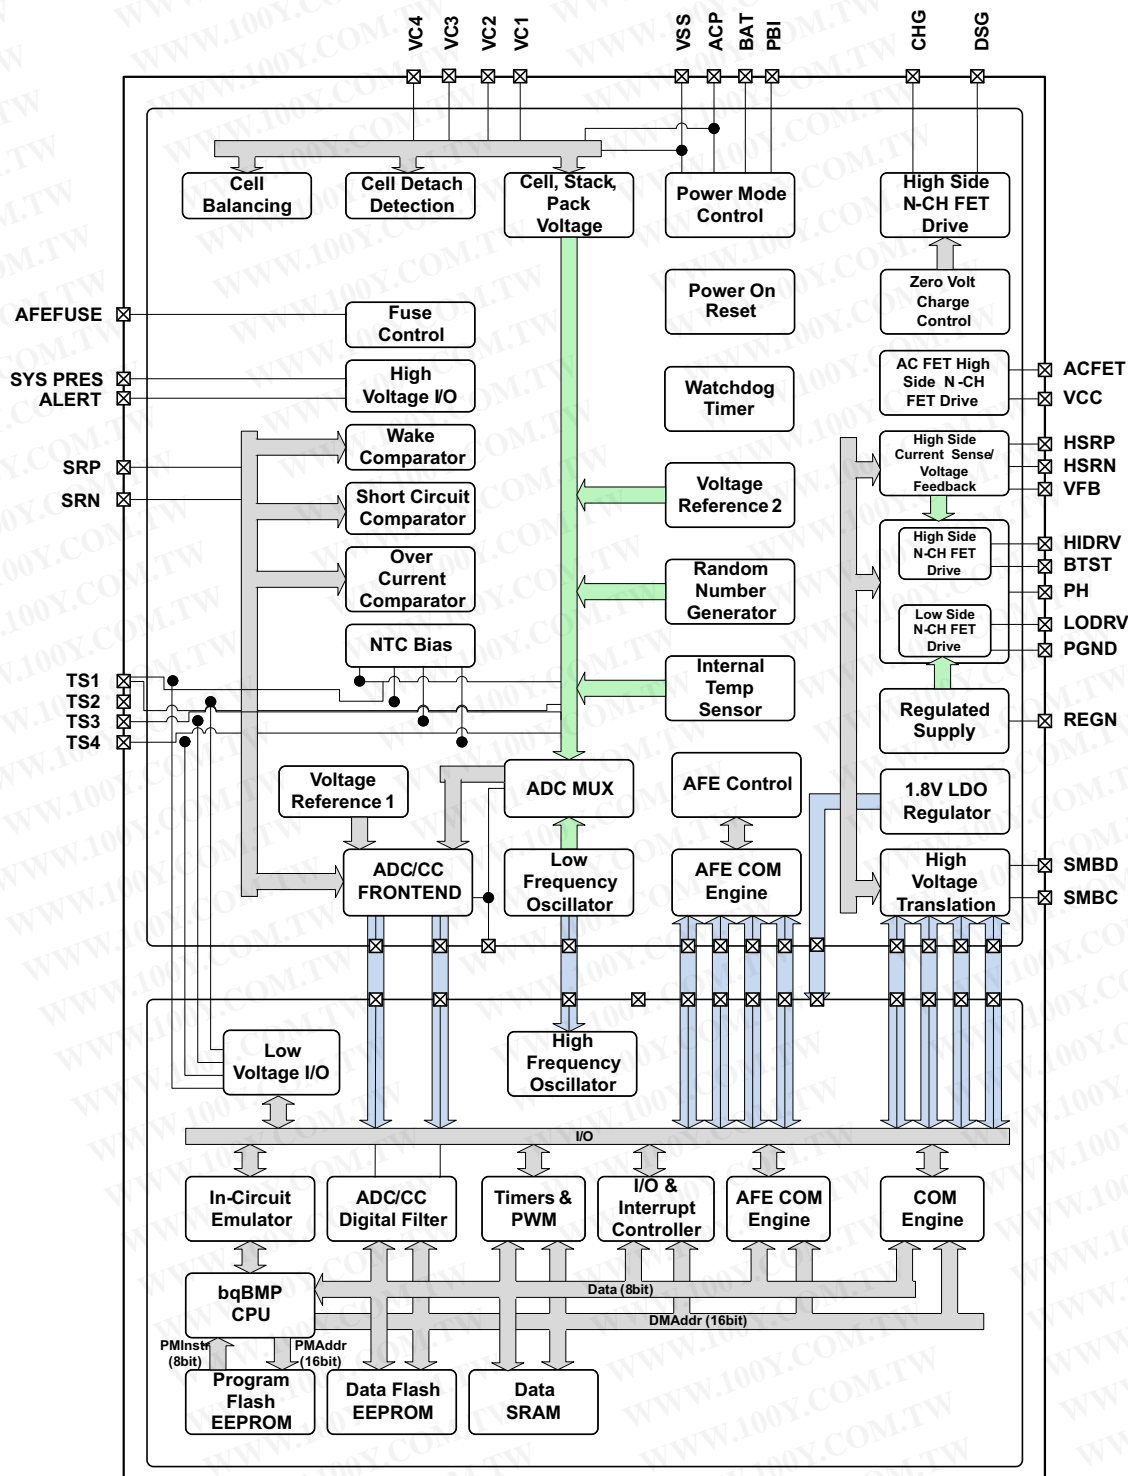 VC4
VC3
VC2
VC1
VSS
ACP
BAT
PBI
CHG
DSG
Cell
Balancing
Cell Detach
Detection
Cell, Stack,
Pack
Voltage
Power Mode
Control
High Side
N-CH FET
Drive
Power On
Reset
Zero Volt
Charge
Control
AFEFUSE
Fuse
Control
SYS PRES
ALERT
High
Voltage I/O
Watchdog
Timer
AC FET High
Side N-CH
FET Drive
ACFET
VCC
SRP
SRN
Wake
Comparator
Short Circuit
Comparator
Over
Current
Comparator
Voltage
Reference 2
High Side
Current Sense/
Voltage
Feedback
HSRP
HSRN
VFB
Random
Number
Generator
High Side
N-CH FET
Drive
HIDRV
BTST
PH
Low Side
N-CH FET
Drive
LODRV
PGND
NTC Bias
Internal
Temp
Sensor
TS1
TS2
TS3
TS4
Regulated
Supply
REGN
Voltage
Reference 1
ADC MUX
AFE Control
1.8V LDO
Regulator
ADC/CC
FRONTEND
Low
Frequency
Oscillator
AFE COM
Engine
High
Voltage
Translation
SMBD
SMBC
Low
Voltage I/O
High
Frequency
Oscillator
I/O
In-Circuit
Emulator
ADC/CC
Digital Filter
Timers &
PWM
I/O &
Interrupt
Controller
AFE COM
Engine
COM
Engine
bqBMP
CPU
Data (8bit)
DMAddr (16bit)
PMInstr
(8bit)
PMAddr
(16bit)
Program
Flash
EEPROM
Data Flash
EEPROM
Data
SRAM
WWW.100Y.COM.TW